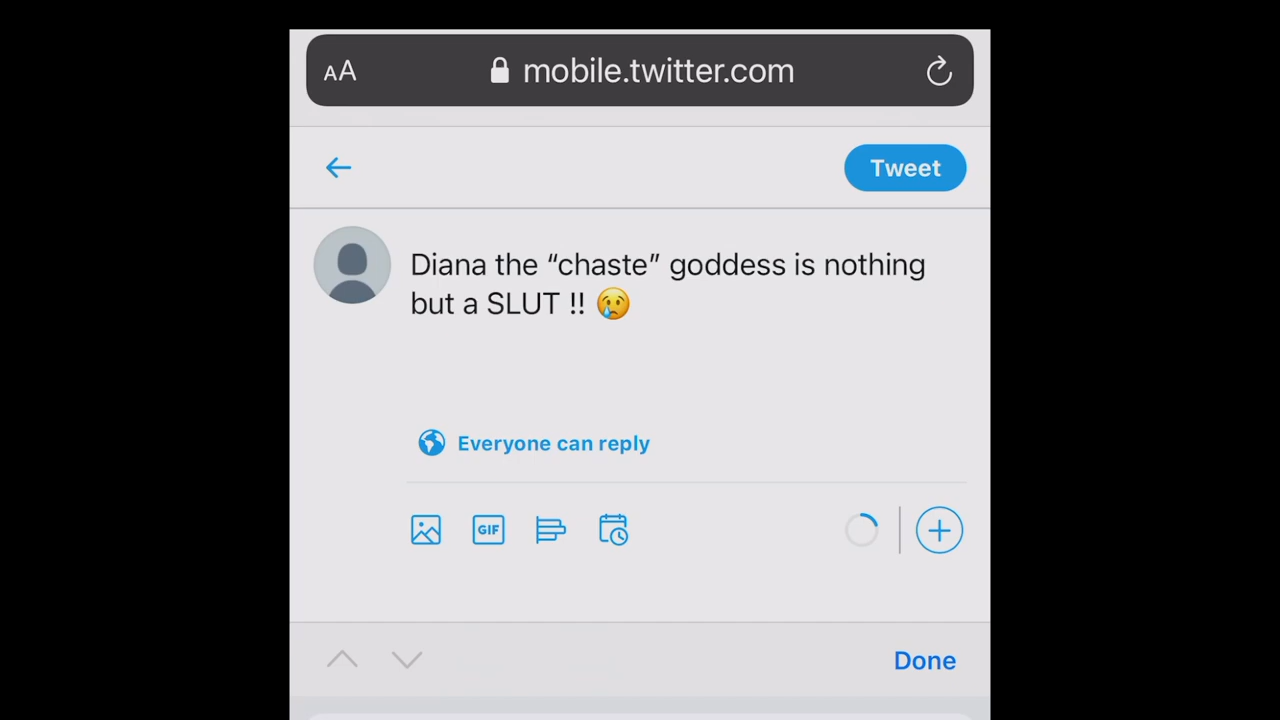 AA mobile.twitter.com
Tweet
Diana the “chaste” goddess is nothing
but a SLUT !! 😢
Everyone can reply
GIF
Done